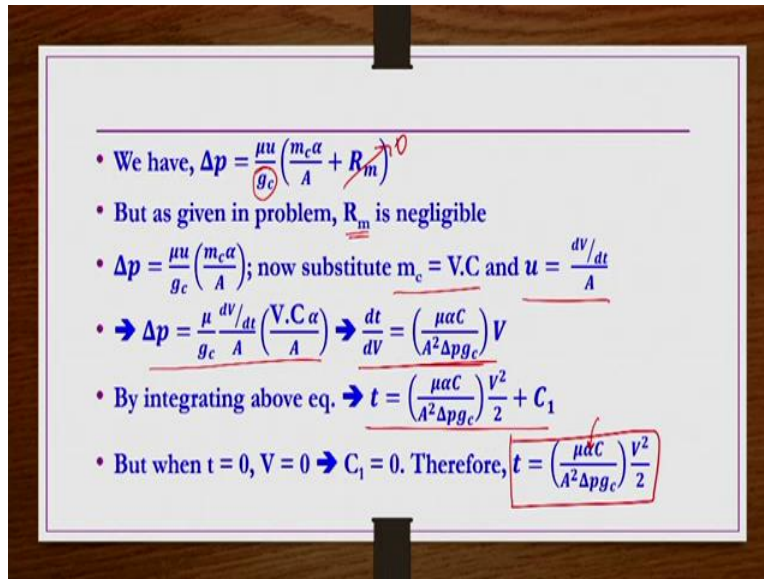 • We have, Δp = μu/g_c (m_c α/A + R_m) 0
• But as given in problem, R_m is negligible
• Δp = μu/g_c (m_c α/A); now substitute m_c = V.C and u = (dV/dt)/A
• ➔ Δp = μ/g_c (dV/dt)/A (V.C α/A) ➔ dt/dV = (μαC/A²Δpg_c) V
• By integrating above eq. ➔ t = (μαC/A²Δpg_c) V²/2 + C₁
• But when t = 0, V = 0 ➔ C₁ = 0. Therefore, t = (μαC/A²Δpg_c) V²/2